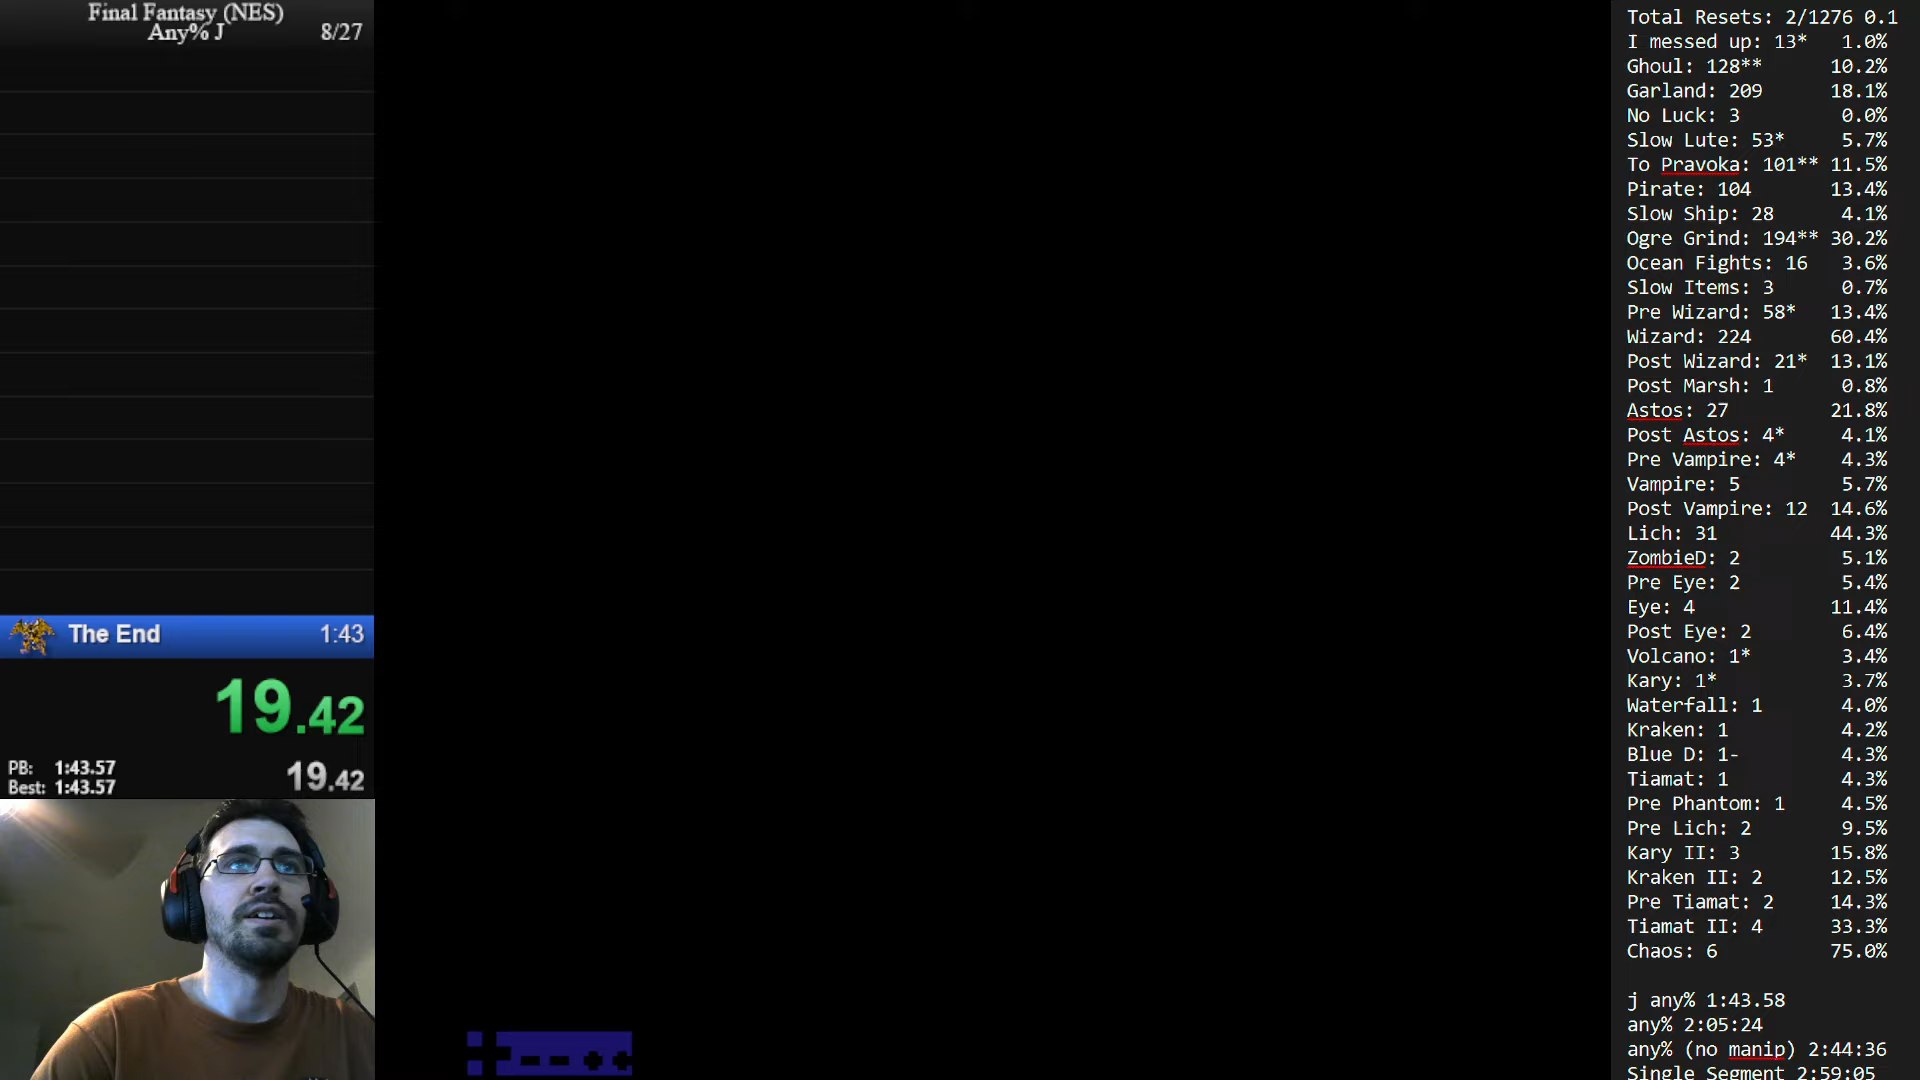 Final Fantasy (NES)
Any% J
8/27
The End 1:43
19.42
PB: 1:43.57
Best: 1:43.57
19.42
Total Resets: 2/1276 0.1
I messed up: 13* 1.0%
Ghoul: 128** 10.2%
Garland: 209 18.1%
No Luck: 3 0.0%
Slow Lute: 53* 5.7%
To Pravoka: 101** 11.5%
Pirate: 104 13.4%
Slow Ship: 28 4.1%
Ogre Grind: 194** 30.2%
Ocean Fights: 16 3.6%
Slow Items: 3 0.7%
Pre Wizard: 58* 13.4%
Wizard: 224 60.4%
Post Wizard: 21* 13.1%
Post Marsh: 1 0.8%
Astos: 27 21.8%
Post Astos: 4* 4.1%
Pre Vampire: 4* 4.3%
Vampire: 5 5.7%
Post Vampire: 12 14.6%
Lich: 31 44.3%
ZombieD: 2 5.1%
Pre Eye: 2 5.4%
Eye: 4 11.4%
Post Eye: 2 6.4%
Volcano: 1* 3.4%
Kary: 1* 3.7%
Waterfall: 1 4.0%
Kraken: 1 4.2%
Blue D: 1- 4.3%
Tiamat: 1 4.3%
Pre Phantom: 1 4.5%
Pre Lich: 2 9.5%
Kary II: 3 15.8%
Kraken II: 2 12.5%
Pre Tiamat: 2 14.3%
Tiamat II: 4 33.3%
Chaos: 6 75.0%
j any% 1:43.58
any% 2:05:24
any% (no manip) 2:44:36
Single Segment 2:59:05